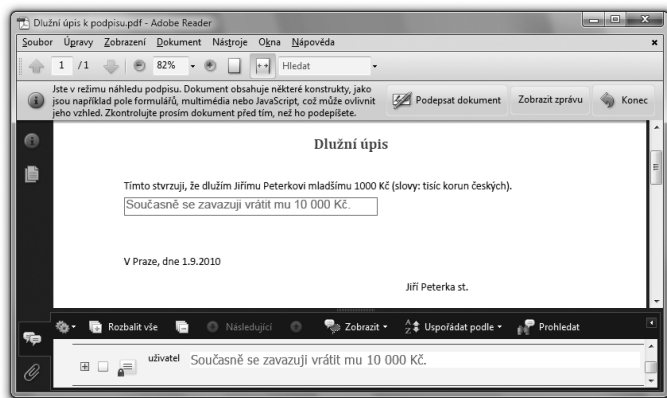 Dlužní úpis k podpisu.pdf - Adobe Reader
Soubor Úpravy Zobrazení Dokument Nástroje Okna Nápověda
1 / 1 82% Hledat
Jste v režimu náhledu podpisu. Dokument obsahuje některé konstrukty, jako
jsou například pole formulářů, multimédia nebo JavaScript, což může ovlivnit
jeho vzhled. Zkontrolujte prosím dokument před tím, než ho podepíšete.
Podepsat dokument Zobrazit zprávu Konec
Dlužní úpis
Tímto stvrzuji, že dlužím Jiřímu Peterkovi mladšímu 1000 Kč (slovy: tisíc korun českých).
Současně se zavazuji vrátit mu 10 000 Kč.
V Praze, dne 1.9.2010
Jiří Peterka st.
Rozbalit vše Následující Zobrazit Uspořádat podle Prohledat
uživatel Současně se zavazuji vrátit mu 10 000 Kč.